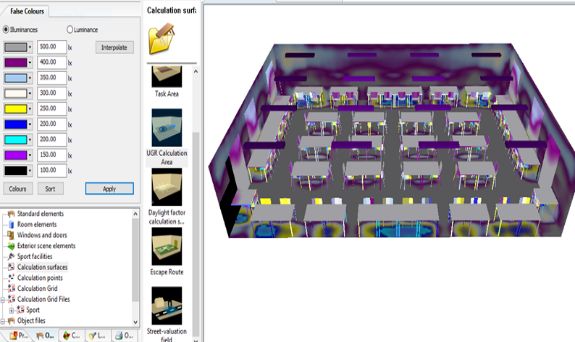 False Colours
Illuminances
Luminance
500.00 lx
Interpolate
400.00 lx
350.00 lx
300.00 lx
250.00 lx
200.00 lx
200.00 lx
150.00 lx
100.00 lx
Colours
Sort
Apply
Standard elements
Room elements
Windows and doors
Exterior scene elements
Sport facilities
Calculation surfaces
Calculation points
Calculation Grid
Calculation Grid Files
Sport
Object files
Pr...
O...
C...
L...
O...
Calculation surfa
Task Area
UGR Calculation
Area
Daylight factor
calculation s...
Escape Route
Street-valuation
field